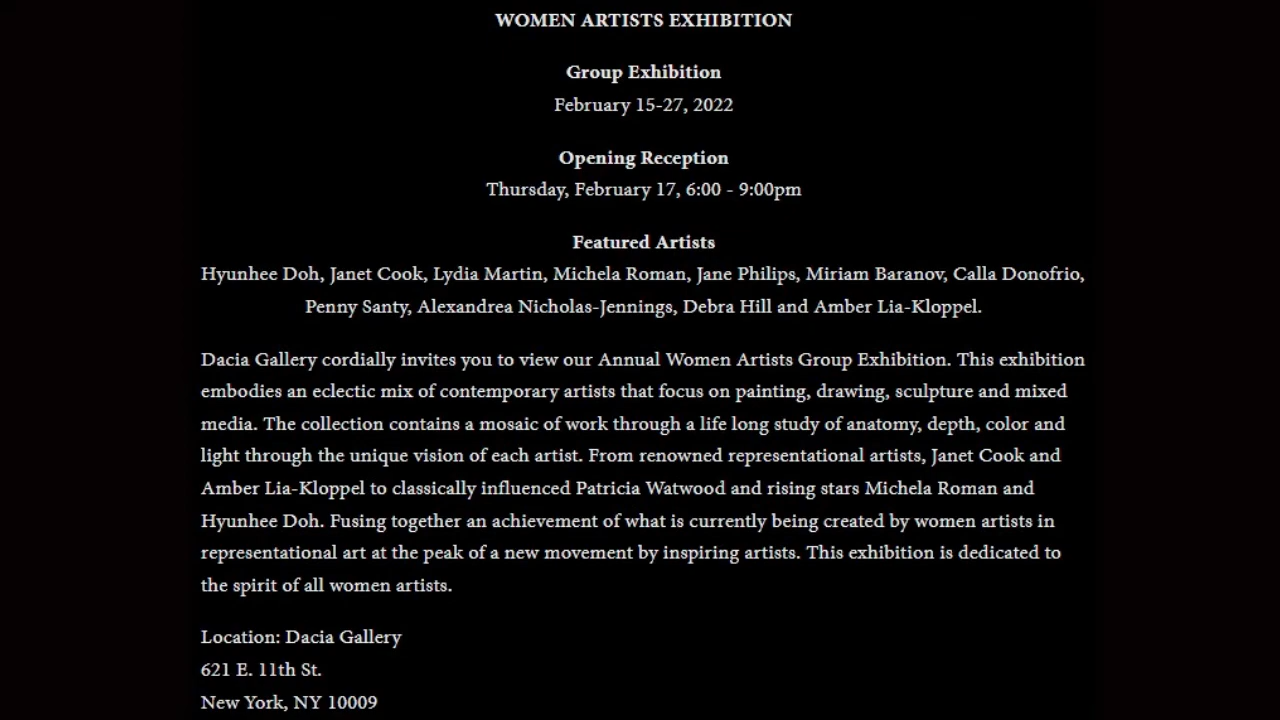 WOMEN ARTISTS EXHIBITION
Group Exhibition
February 15-27, 2022
Opening Reception
Thursday, February 17, 6:00 - 9:00pm
Featured Artists
Hyunhee Doh, Janet Cook, Lydia Martin, Michela Roman, Jane Philips, Miriam Baranov, Calla Donofrio,
Penny Santy, Alexandrea Nicholas-Jennings, Debra Hill and Amber Lia-Kloppel.
Dacia Gallery cordially invites you to view our Annual Women Artists Group Exhibition. This exhibition
embodies an eclectic mix of contemporary artists that focus on painting, drawing, sculpture and mixed
media. The collection contains a mosaic of work through a life long study of anatomy, depth, color and
light through the unique vision of each artist. From renowned representational artists, Janet Cook and
Amber Lia-Kloppel to classically influenced Patricia Watwood and rising stars Michela Roman and
Hyunhee Doh. Fusing together an achievement of what is currently being created by women artists in
representational art at the peak of a new movement by inspiring artists. This exhibition is dedicated to
the spirit of all women artists.
Location: Dacia Gallery
621 E. 11th St.
New York, NY 10009